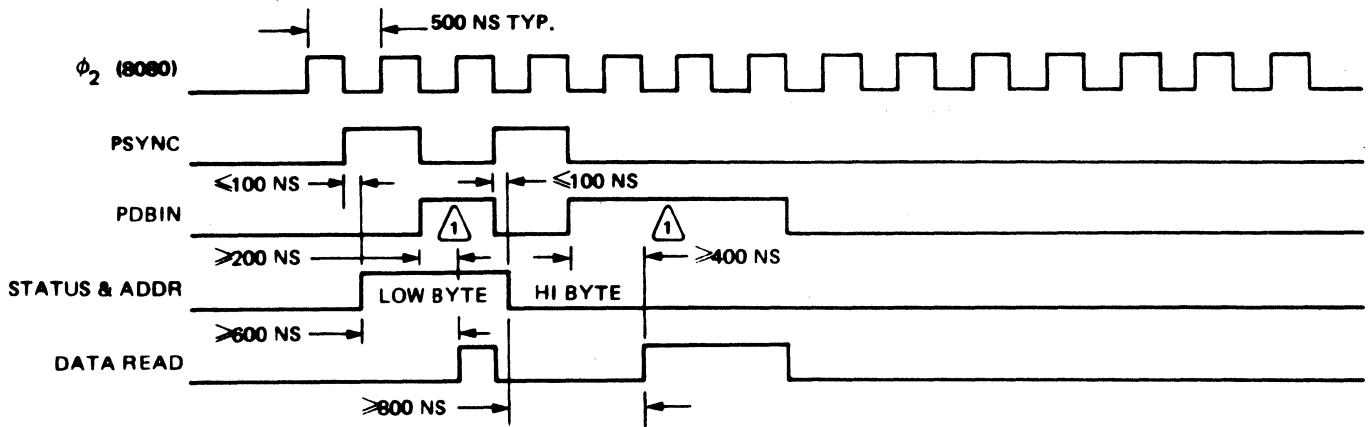 500 NS TYP.
ϕ2 (8080)
PSYNC
≤100 NS ≤100 NS
PDBIN 1 1
≥200 NS ≥400 NS
STATUS & ADDR LOW BYTE HI BYTE
≥600 NS
DATA READ
≥800 NS